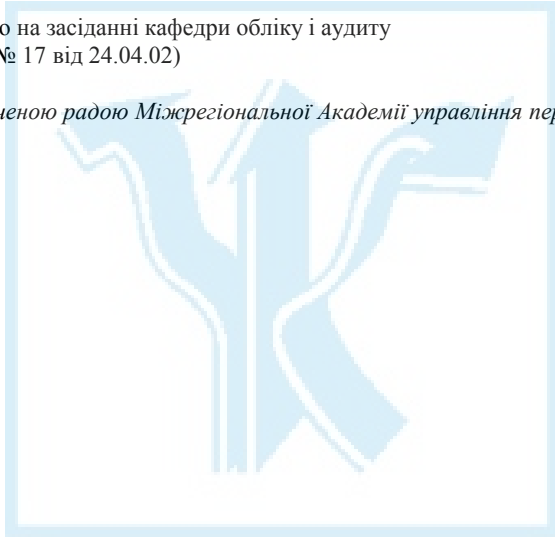 о на засіданні кафедри обліку і аудиту
№ 17 від 24.04.02)
ченою радою Міжрегіональної Академії управління пер